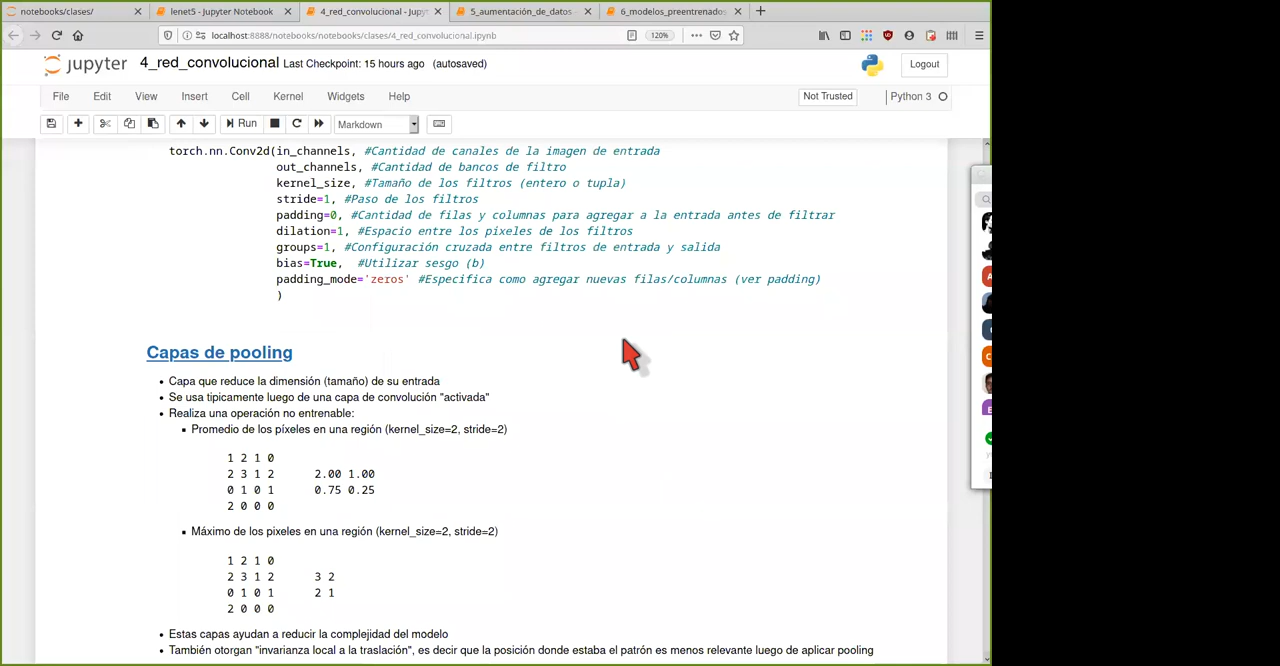 notebooks/clases/
lenet5 - Jupyter Notebook
4_red_convolucional - Jupyt
5_aumentación_de_datos -
6_modelos_preentrenados
localhost:8888/notebooks/notebooks/clases/4_red_convolucional.ipynb
120%
jupyter 4_red_convolucional Last Checkpoint: 15 hours ago (autosaved)
Logout
File Edit View Insert Cell Kernel Widgets Help
Not Trusted
Python 3
Run
Markdown
torch.nn.Conv2d(in_channels, #Cantidad de canales de la imagen de entrada
out_channels, #Cantidad de bancos de filtro
kernel_size, #Tamaño de los filtros (entero o tupla)
stride=1, #Paso de los filtros
padding=0, #Cantidad de filas y columnas para agregar a la entrada antes de filtrar
dilation=1, #Espacio entre los pixeles de los filtros
groups=1, #Configuración cruzada entre filtros de entrada y salida
bias=True, #Utilizar sesgo (b)
padding_mode='zeros' #Especifica como agregar nuevas filas/columnas (ver padding)
)
Capas de pooling
• Capa que reduce la dimensión (tamaño) de su entrada
• Se usa tipicamente luego de una capa de convolución "activada"
• Realiza una operación no entrenable:
▪ Promedio de los píxeles en una región (kernel_size=2, stride=2)
1 2 1 0
2 3 1 2 2.00 1.00
0 1 0 1 0.75 0.25
2 0 0 0
▪ Máximo de los pixeles en una región (kernel_size=2, stride=2)
1 2 1 0
2 3 1 2 3 2
0 1 0 1 2 1
2 0 0 0
• Estas capas ayudan a reducir la complejidad del modelo
• También otorgan "invarianza local a la traslación", es decir que la posición donde estaba el patrón es menos relevante luego de aplicar pooling